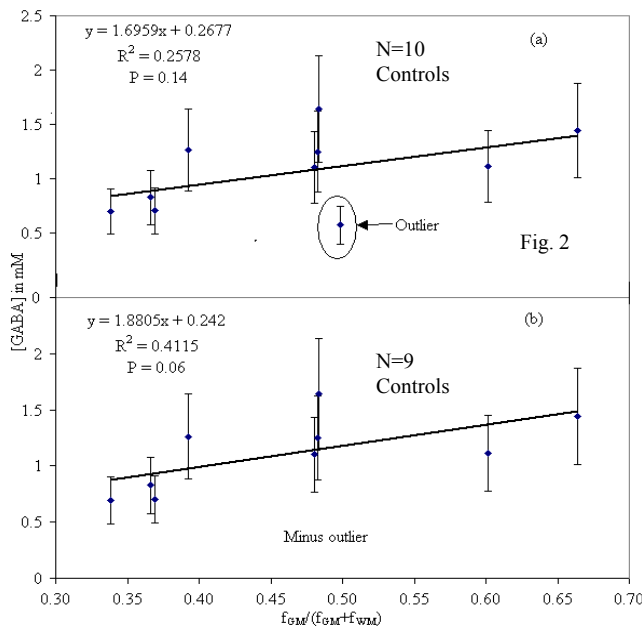 2.5
y = 1.6959x + 0.2677
R² = 0.2578
P = 0.14
N=10
Controls
(a)
2
1.5
1
0.5
Outlier
Fig. 2
0
[GABA] in mM
y = 1.8805x + 0.242
R² = 0.4115
P = 0.06
N=9
Controls
(b)
2
1.5
1
0.5
Minus outlier
0
0.30 0.35 0.40 0.45 0.50 0.55 0.60 0.65 0.70
f_GM/(f_GM+f_WM)